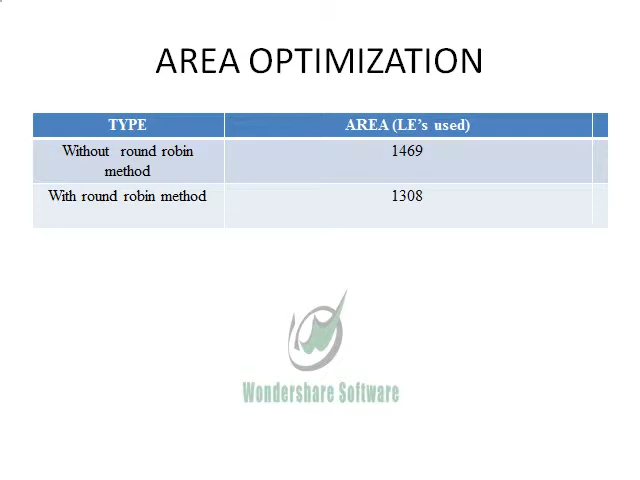 AREA OPTIMIZATION
TYPE AREA (LE’s used)
Without round robin 1469
method
With round robin method 1308
Wondershare Software